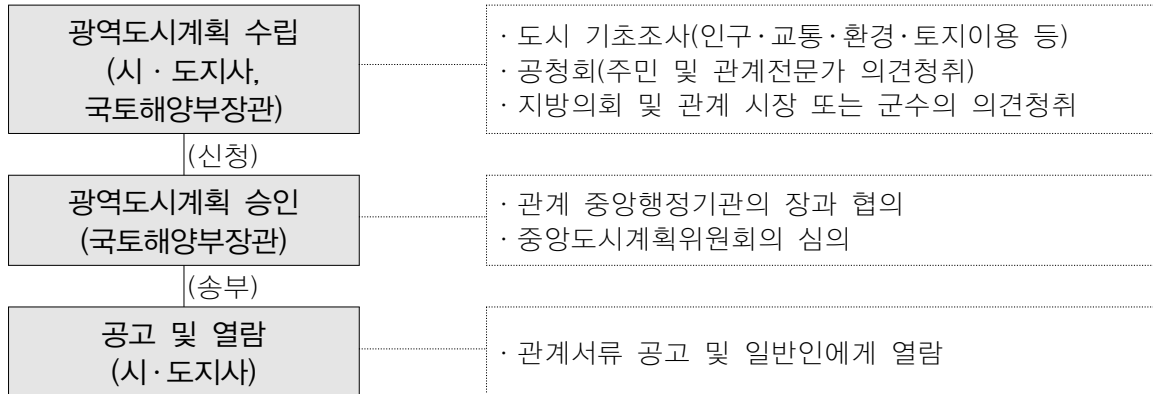 광역도시계획 수립
(시 · 도지사,
국토해양부장관)
· 도시 기초조사(인구·교통·환경·토지이용 등)
· 공청회(주민 및 관계전문가 의견청취)
· 지방의회 및 관계 시장 또는 군수의 의견청취
(신청)
광역도시계획 승인
(국토해양부장관)
· 관계 중앙행정기관의 장과 협의
· 중앙도시계획위원회의 심의
(송부)
공고 및 열람
(시·도지사)
· 관계서류 공고 및 일반인에게 열람